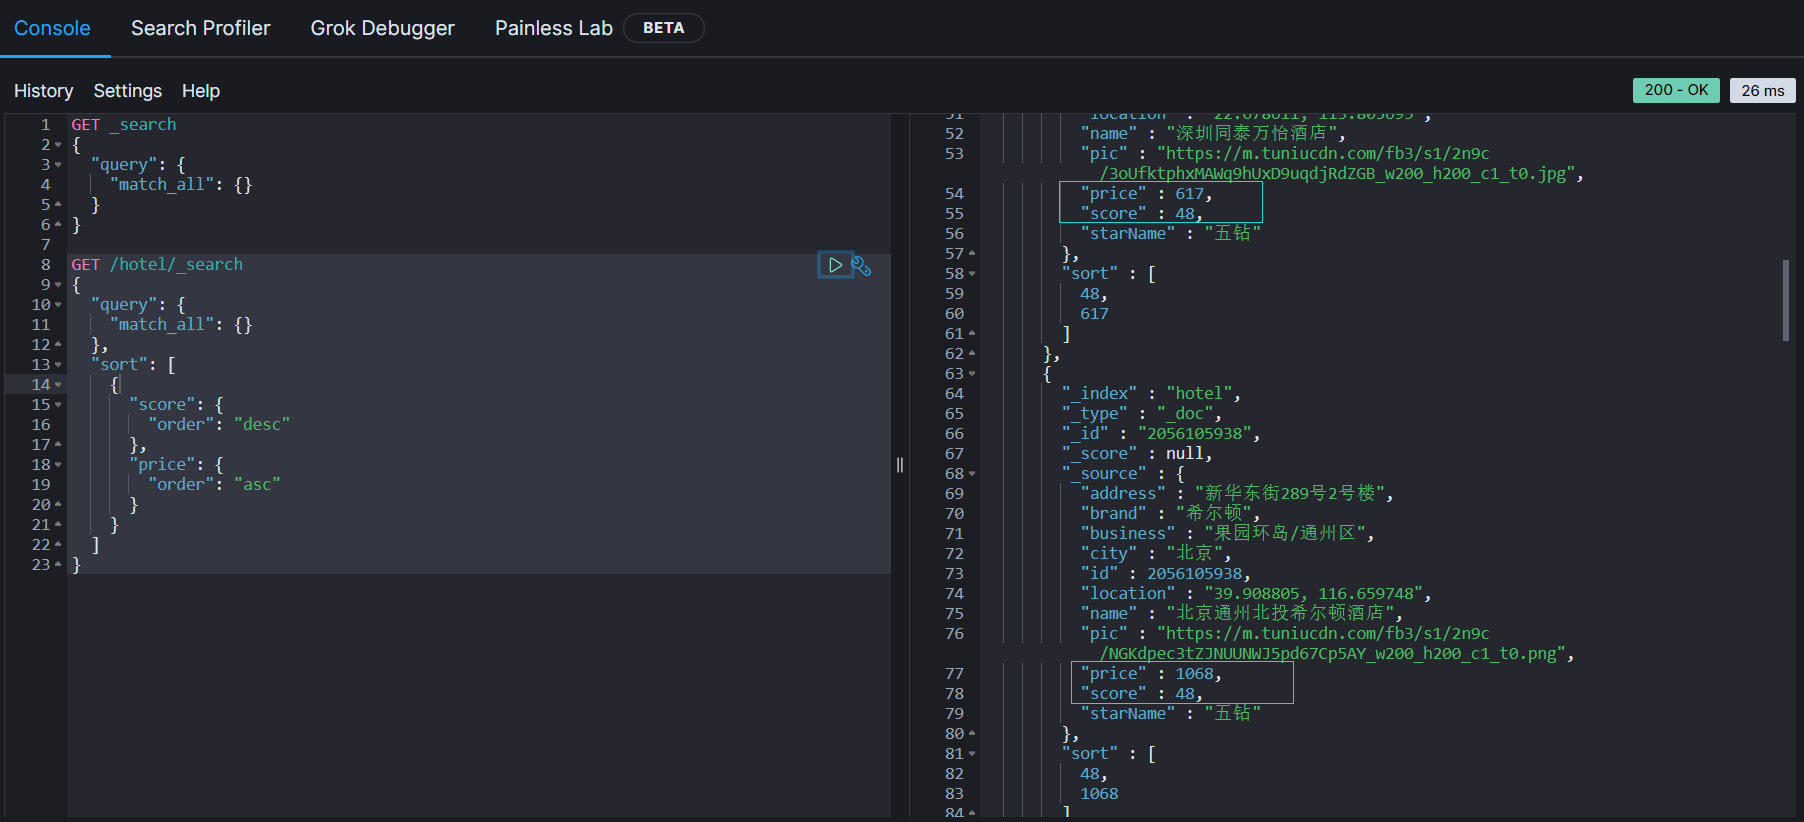 Console Search Profiler Grok Debugger Painless Lab BETA
History Settings Help
200 - OK 26 ms
1 GET _search
2 {
3 "query": {
4 "match_all": {}
5 }
6 }
7
8 GET /hotel/_search
9 {
10 "query": {
11 "match_all": {}
12 },
13 "sort": [
14 {
15 "score": {
16 "order": "desc"
17 },
18 "price": {
19 "order": "asc"
20 }
21 }
22 ]
23 }
51 "location" : "22.678611, 113.805695",
52 "name" : "深圳同泰万怡酒店",
53 "pic" : "https://m.tuniucdn.com/fb3/s1/2n9c
/3oUfktphxMAWq9hUxD9uqdjRdZGB_w200_h200_c1_t0.jpg",
54 "price" : 617,
55 "score" : 48,
56 "starName" : "五钻"
57 },
58 "sort" : [
59 48,
60 617
61 ]
62 },
63 {
64 "_index" : "hotel",
65 "_type" : "_doc",
66 "_id" : "2056105938",
67 "_score" : null,
68 "_source" : {
69 "address" : "新华东街289号2号楼",
70 "brand" : "希尔顿",
71 "business" : "果园环岛/通州区",
72 "city" : "北京",
73 "id" : 2056105938,
74 "location" : "39.908805, 116.659748",
75 "name" : "北京通州北投希尔顿酒店",
76 "pic" : "https://m.tuniucdn.com/fb3/s1/2n9c
/NGKdpec3tZJNUUNWJ5pd67Cp5AY_w200_h200_c1_t0.png",
77 "price" : 1068,
78 "score" : 48,
79 "starName" : "五钻"
80 },
81 "sort" : [
82 48,
83 1068
84 ]